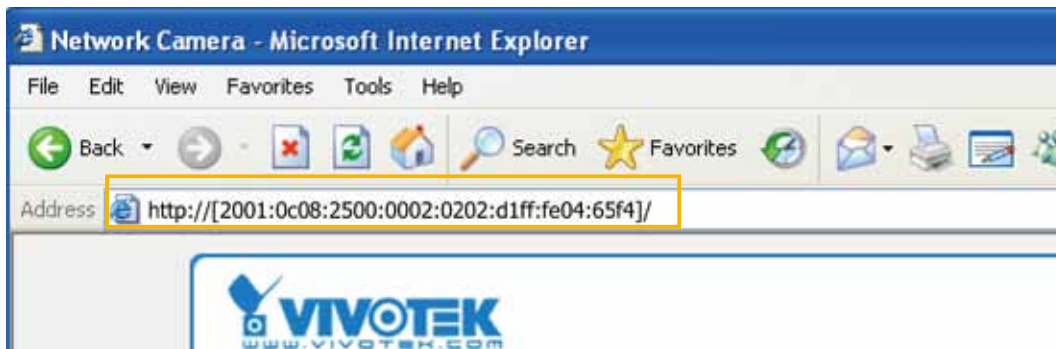 Network Camera - Microsoft Internet Explorer
File Edit View Favorites Tools Help
Back Search Favorites
Address http://[2001:0c08:2500:0002:0202:d1ff:fe04:65f4]/
VIVOTEK
WWW.VIVOTEK.COM